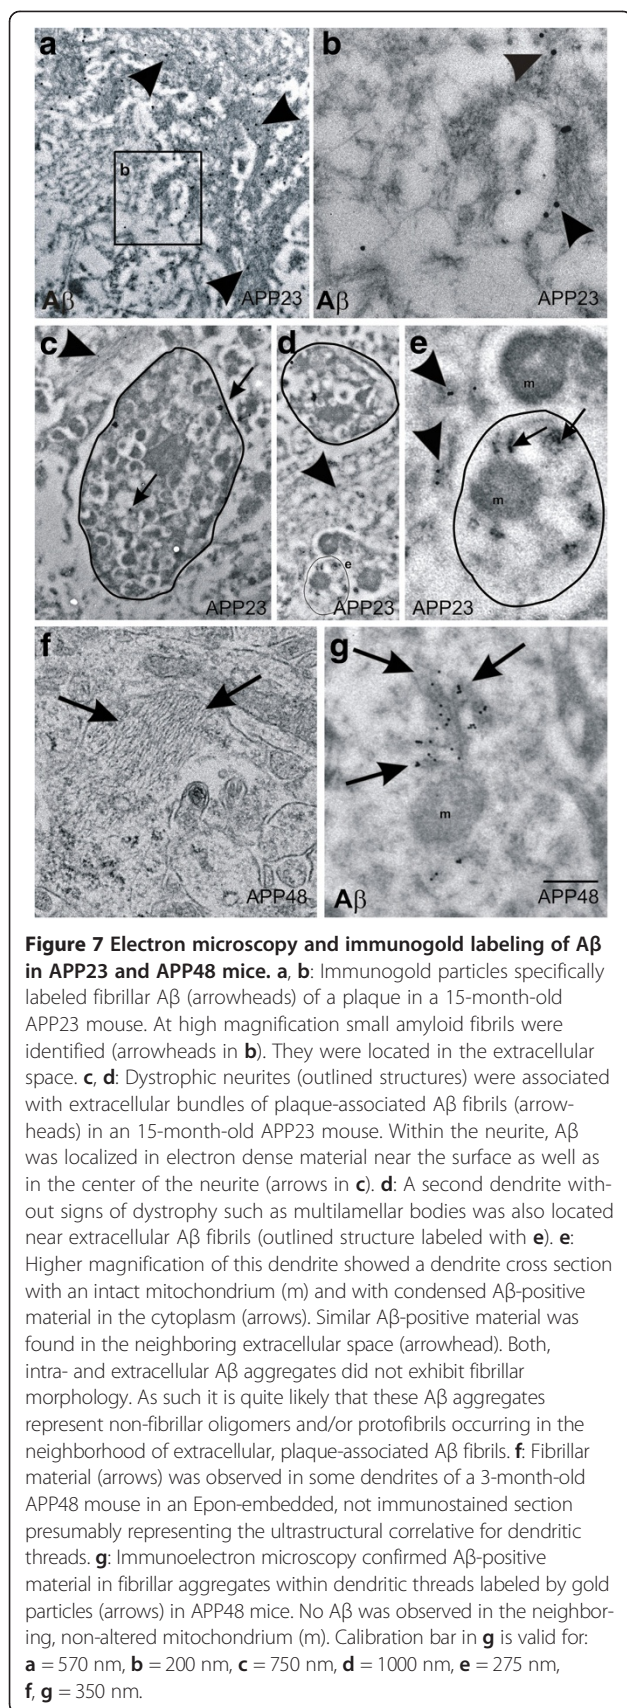 a
b
b
Aβ
APP23
Aβ
APP23
c
d
e
m
m
e
APP23
APP23
APP23
f
g
m
APP48
Aβ
APP48
Figure 7 Electron microscopy and immunogold labeling of Aβ
in APP23 and APP48 mice. a, b: Immunogold particles specifically
labeled fibrillar Aβ (arrowheads) of a plaque in a 15-month-old
APP23 mouse. At high magnification small amyloid fibrils were
identified (arrowheads in b). They were located in the extracellular
space. c, d: Dystrophic neurites (outlined structures) were associated
with extracellular bundles of plaque-associated Aβ fibrils (arrow-
heads) in an 15-month-old APP23 mouse. Within the neurite, Aβ
was localized in electron dense material near the surface as well as
in the center of the neurite (arrows in c). d: A second dendrite with-
out signs of dystrophy such as multilamellar bodies was also located
near extracellular Aβ fibrils (outlined structure labeled with e). e:
Higher magnification of this dendrite showed a dendrite cross section
with an intact mitochondrium (m) and with condensed Aβ-positive
material in the cytoplasm (arrows). Similar Aβ-positive material was
found in the neighboring extracellular space (arrowhead). Both,
intra- and extracellular Aβ aggregates did not exhibit fibrillar
morphology. As such it is quite likely that these Aβ aggregates
represent non-fibrillar oligomers and/or protofibrils occurring in the
neighborhood of extracellular, plaque-associated Aβ fibrils. f: Fibrillar
material (arrows) was observed in some dendrites of a 3-month-old
APP48 mouse in an Epon-embedded, not immunostained section
presumably representing the ultrastructural correlative for dendritic
threads. g: Immunoelectron microscopy confirmed Aβ-positive
material in fibrillar aggregates within dendritic threads labeled by gold
particles (arrows) in APP48 mice. No Aβ was observed in the neighbor-
ing, non-altered mitochondrium (m). Calibration bar in g is valid for:
a = 570 nm, b = 200 nm, c = 750 nm, d = 1000 nm, e = 275 nm,
f, g = 350 nm.